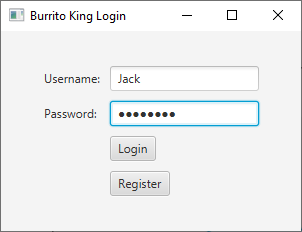 Burrito King Login
Username: Jack
Password: ●●●●●●●●
Login
Register